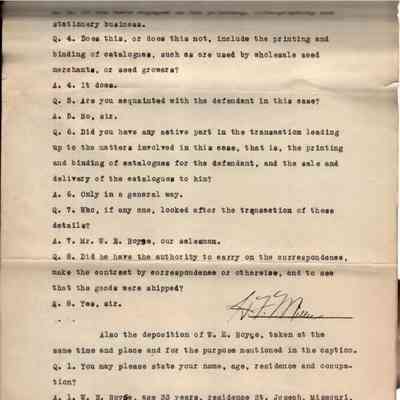 stationery business.
Q. 4. Does this, or does this not, include the printing and
binding of catalogues, such as are used by wholesale seed
merchants, or seed growers?
A. 4. It does.
Q. 5. Are you acquainted with the defendant in this case?
A. 5. No, sir.
Q. 6. Did you have any active part in the transaction leading
up to the matters involved in this case, that is, the printing
and binding of catalogues for the defendant, and the sale and
delivery of the catalogues to him?
A. 6. Only in a general way.
Q. 7. Who, if any one, looked after the transaction of these
details?
A. 7. Mr. W. E. Boyse, our salesman.
Q. 8. Did he have the authority to carry on the correspondence,
make the contract by correspondence or otherwise, and to see
that the goods were shipped?
A. 8. Yes, sir.
Also the deposition of W. E. Boyse, taken at the
same time and place and for the purpose mentioned in the caption.
Q. 1. You may please state your name, age, residence and occupa-
tion?
A. 1. W. E. Boyse, age 33 years, residence St. Joseph, Missouri,